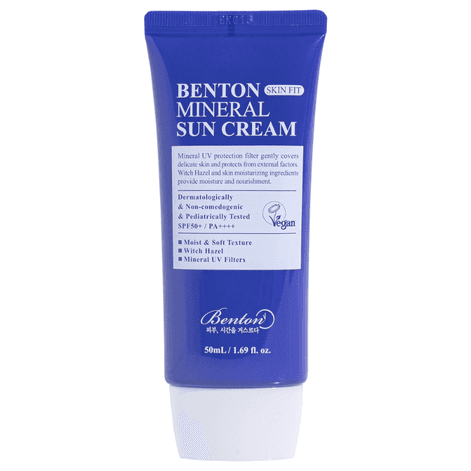 BENTON SKIN FIT
MINERAL
SUN CREAM
Mineral UV protection filter gently covers
delicate skin and protects from external factors.
Witch Hazel and skin moisturizing ingredients
provide moisture and nourishment.
Dermatologically
& Non-comedogenic
& Pediatrically Tested
SPF50+ / PA++++
Vegan
■ Moist & Soft Texture
■ Witch Hazel
■ Mineral UV Filters
Benton
피부, 시간을 거스르다
50mL / 1.69 fl. oz.